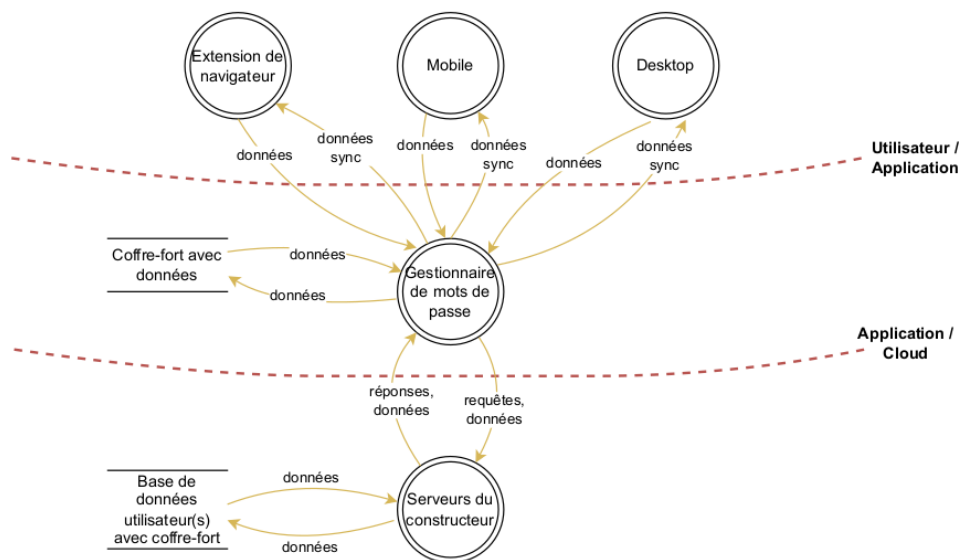 Extension de
navigateur
Mobile
Desktop
données
données
sync
données
données
sync
données
données
sync
Utilisateur /
Application
Coffre-fort avec
données
données
données
Gestionnaire
de mots de
passe
Application /
Cloud
réponses,
données
requêtes,
données
Base de
données
utilisateur(s)
avec coffre-fort
données
données
Serveurs du
constructeur